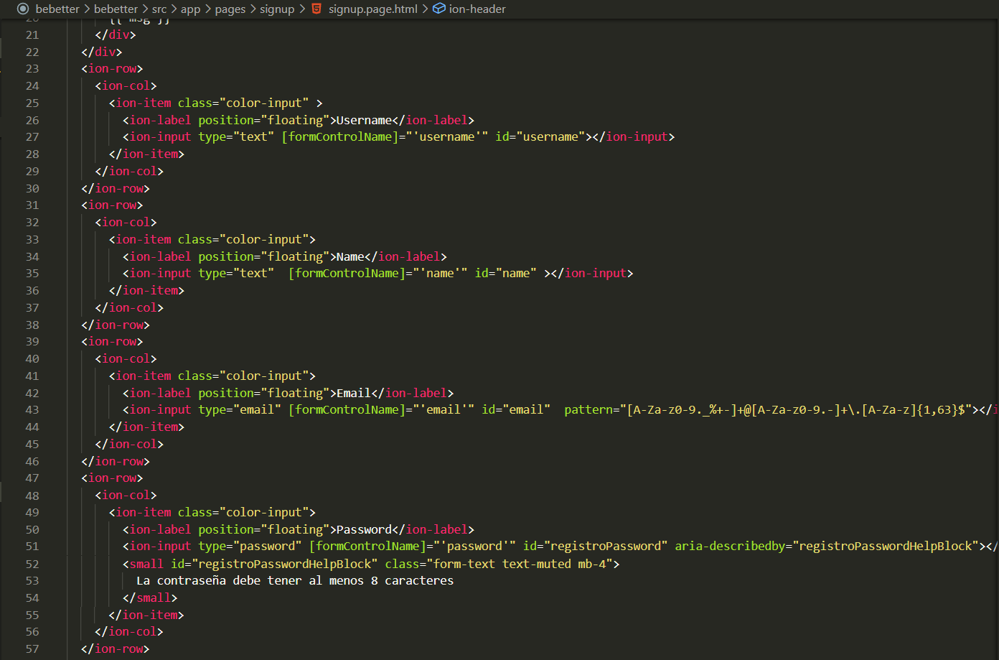 bebetter > bebetter > src > app > pages > signup > signup.page.html > ion-header
20 {{ msg }}
21 </div>
22 </div>
23 <ion-row>
24 <ion-col>
25 <ion-item class="color-input" >
26 <ion-label position="floating">Username</ion-label>
27 <ion-input type="text" [formControlName]="'username'" id="username"></ion-input>
28 </ion-item>
29 </ion-col>
30 </ion-row>
31 <ion-row>
32 <ion-col>
33 <ion-item class="color-input">
34 <ion-label position="floating">Name</ion-label>
35 <ion-input type="text"  [formControlName]="'name'" id="name" ></ion-input>
36 </ion-item>
37 </ion-col>
38 </ion-row>
39 <ion-row>
40 <ion-col>
41 <ion-item class="color-input">
42 <ion-label position="floating">Email</ion-label>
43 <ion-input type="email" [formControlName]="'email'" id="email"  pattern="[A-Za-z0-9._%+-]+@[A-Za-z0-9.-]+\.[A-Za-z]{1,63}$"></i
44 </ion-item>
45 </ion-col>
46 </ion-row>
47 <ion-row>
48 <ion-col>
49 <ion-item class="color-input">
50 <ion-label position="floating">Password</ion-label>
51 <ion-input type="password" [formControlName]="'password'" id="registroPassword" aria-describedby="registroPasswordHelpBlock"></
52 <small id="registroPasswordHelpBlock" class="form-text text-muted mb-4">
53 La contraseña debe tener al menos 8 caracteres
54 </small>
55 </ion-item>
56 </ion-col>
57 </ion-row>